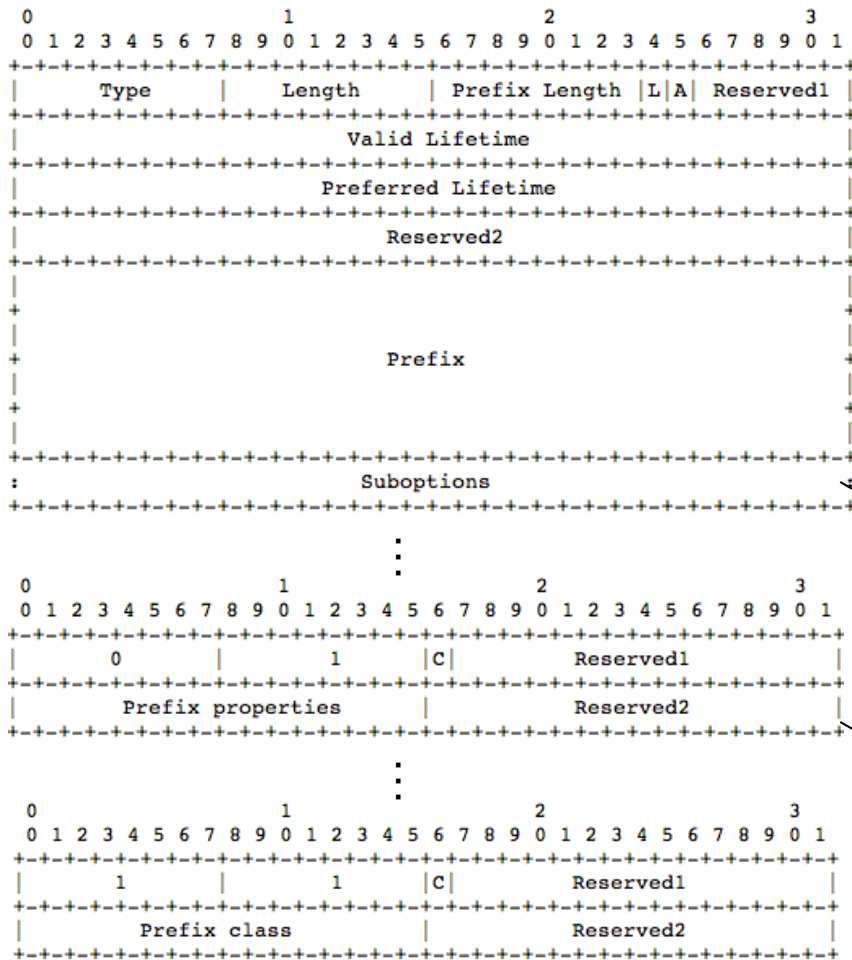 0                   1                   2                   3
0 1 2 3 4 5 6 7 8 9 0 1 2 3 4 5 6 7 8 9 0 1 2 3 4 5 6 7 8 9 0 1
+-+-+-+-+-+-+-+-+-+-+-+-+-+-+-+-+-+-+-+-+-+-+-+-+-+-+-+-+-+-+-+-+
| Type | Length | Prefix Length |L|A| Reserved1 |
+-+-+-+-+-+-+-+-+-+-+-+-+-+-+-+-+-+-+-+-+-+-+-+-+-+-+-+-+-+-+-+-+
| Valid Lifetime |
+-+-+-+-+-+-+-+-+-+-+-+-+-+-+-+-+-+-+-+-+-+-+-+-+-+-+-+-+-+-+-+-+
| Preferred Lifetime |
+-+-+-+-+-+-+-+-+-+-+-+-+-+-+-+-+-+-+-+-+-+-+-+-+-+-+-+-+-+-+-+-+
| Reserved2 |
+-+-+-+-+-+-+-+-+-+-+-+-+-+-+-+-+-+-+-+-+-+-+-+-+-+-+-+-+-+-+-+-+
| |
+ +
| |
+ Prefix +
| |
+ +
| |
+-+-+-+-+-+-+-+-+-+-+-+-+-+-+-+-+-+-+-+-+-+-+-+-+-+-+-+-+-+-+-+-+
: Suboptions :
+-+-+-+-+-+-+-+-+-+-+-+-+-+-+-+-+-+-+-+-+-+-+-+-+-+-+-+-+-+-+-+-+
⋮
0                   1                   2                   3
0 1 2 3 4 5 6 7 8 9 0 1 2 3 4 5 6 7 8 9 0 1 2 3 4 5 6 7 8 9 0 1
+-+-+-+-+-+-+-+-+-+-+-+-+-+-+-+-+-+-+-+-+-+-+-+-+-+-+-+-+-+-+-+-+
| 0 | 1 |C| Reserved1 |
+-+-+-+-+-+-+-+-+-+-+-+-+-+-+-+-+-+-+-+-+-+-+-+-+-+-+-+-+-+-+-+-+
| Prefix properties | Reserved2 |
+-+-+-+-+-+-+-+-+-+-+-+-+-+-+-+-+-+-+-+-+-+-+-+-+-+-+-+-+-+-+-+-+
⋮
0                   1                   2                   3
0 1 2 3 4 5 6 7 8 9 0 1 2 3 4 5 6 7 8 9 0 1 2 3 4 5 6 7 8 9 0 1
+-+-+-+-+-+-+-+-+-+-+-+-+-+-+-+-+-+-+-+-+-+-+-+-+-+-+-+-+-+-+-+-+
| 1 | 1 |C| Reserved1 |
+-+-+-+-+-+-+-+-+-+-+-+-+-+-+-+-+-+-+-+-+-+-+-+-+-+-+-+-+-+-+-+-+
| Prefix class | Reserved2 |
+-+-+-+-+-+-+-+-+-+-+-+-+-+-+-+-+-+-+-+-+-+-+-+-+-+-+-+-+-+-+-+-+